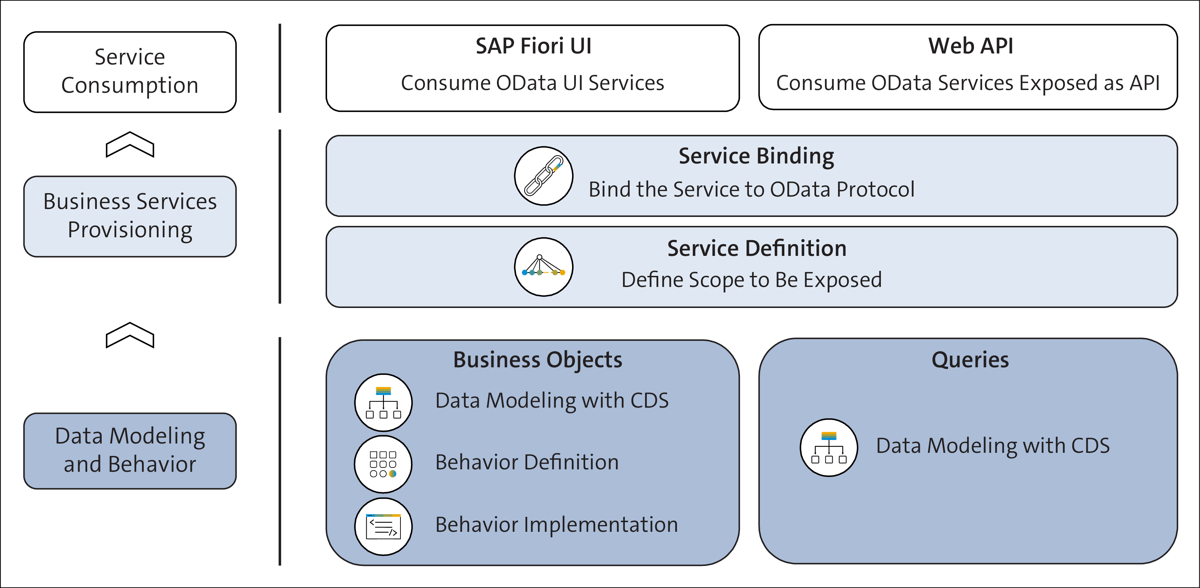 Service
Consumption
SAP Fiori UI
Consume OData UI Services
Web API
Consume OData Services Exposed as API
Business Services
Provisioning
Service Binding
Bind the Service to OData Protocol
Service Definition
Define Scope to Be Exposed
Data Modeling
and Behavior
Business Objects
Data Modeling with CDS
Behavior Definition
Behavior Implementation
Queries
Data Modeling with CDS